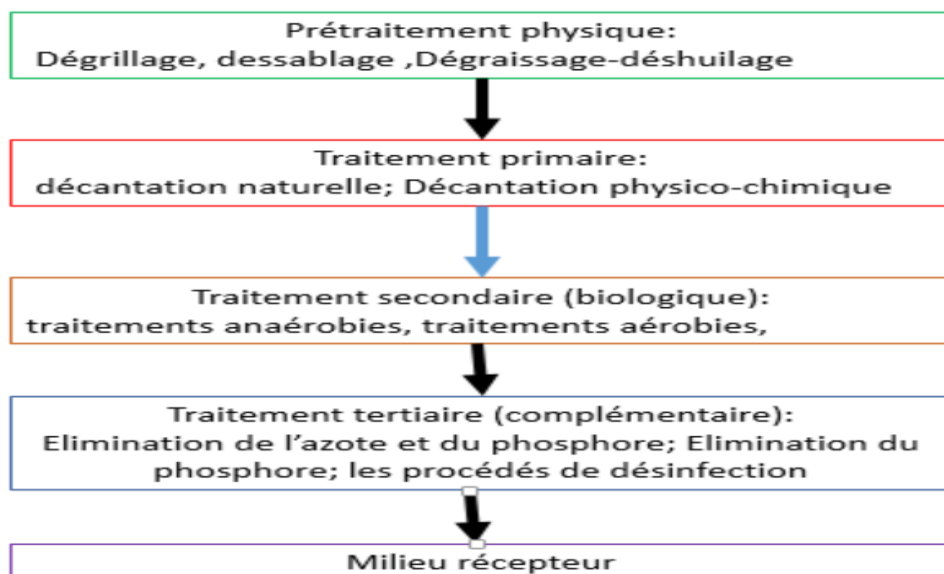 Prétraitement physique:
Dégrillage, dessablage ,Dégraissage-déshuilage
Traitement primaire:
décantation naturelle; Décantation physico-chimique
Traitement secondaire (biologique):
traitements anaérobies, traitements aérobies,
Traitement tertiaire (complémentaire):
Elimination de l'azote et du phosphore; Elimination du
phosphore; les procédés de désinfection
Milieu récepteur